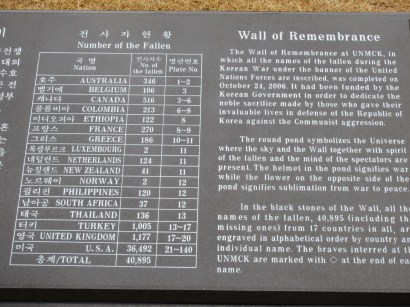 전 사 자 현 황
Number of the Fallen
국 명
Nation
전사자수
No of
the fallen
명판번호
Plate No
호주 AUSTRALIA 346 1~2
벨기에 BELGIUM 106 3
캐나다 CANADA 516 3~6
콜롬비아 COLOMBIA 213 6~8
에티오피아 ETHIOPIA 122 8
프랑스 FRANCE 270 8~9
그리스 GREECE 186 10~11
룩셈부르크 LUXEMBOURG 2 11
네덜란드 NETHERLANDS 124 11
뉴질랜드 NEW ZEALAND 41 11
노르웨이 NORWAY 2 12
필리핀 PHILIPPINES 120 12
남아공 SOUTH AFRICA 37 12
태국 THAILAND 136 13
터키 TURKEY 1,005 13~17
영국 UNITED KINGDOM 1,177 17~20
미국 U.S.A. 36,492 21~140
총계/TOTAL 40,895
Wall of Remembrance
The Wall of Remembrance at UNMCK, in
which all the names of the fallen during the
Korean War under the banner of the United
Nations Forces are inscribed, was completed on
October 24, 2006. It had been funded by the
Korean Government in order to dedicate the
noble sacrifice made by those who gave their
invaluable lives in defense of the Republic of
Korea against the Communist aggression.
The round pond symbolizes the Universe
where the sky and the Wall together with spirit
of the fallen and the mind of the spectators are
present. The helmet in the pond signifies war
while the flower on the opposite side of the
pond signifies sublimation from war to peace.
In the black stones of the Wall, all the
names of the fallen, 40,895 (including the
missing ones) from 17 countries in all, are
engraved in alphabetical order by country and
individual name. The braves interred at th
UNMCK are marked with ◇ at the end of ea
name.